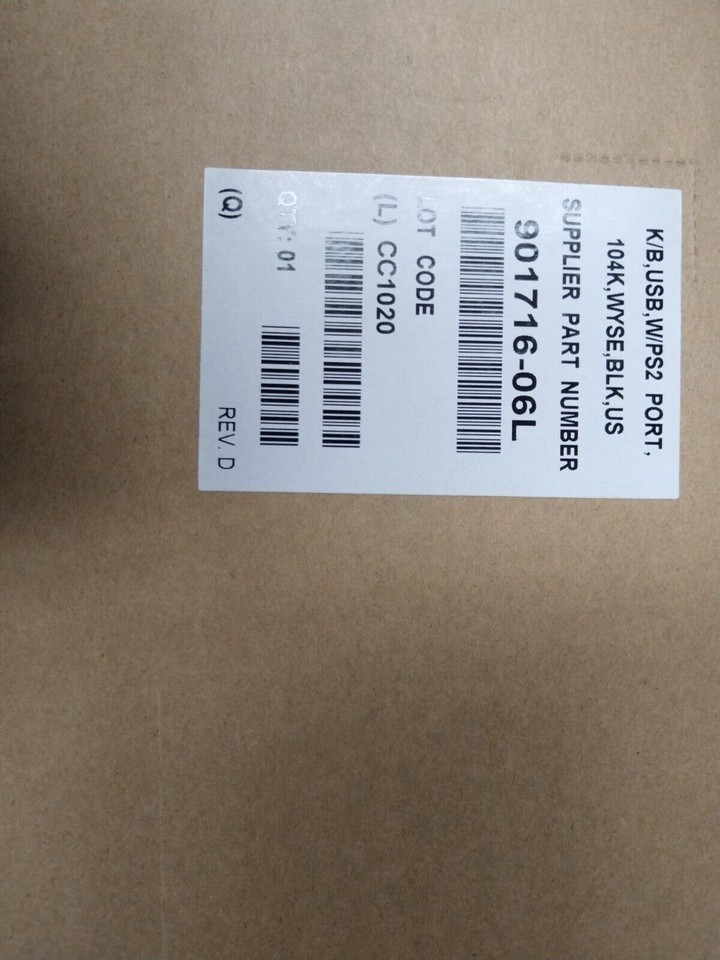 K/B,USB,W/PS2 PORT,
104K,WYSE,BLK,US
SUPPLIER PART NUMBER
901716-06L
LOT CODE
(L) CC1020
QTY: 01
(Q)
REV. D